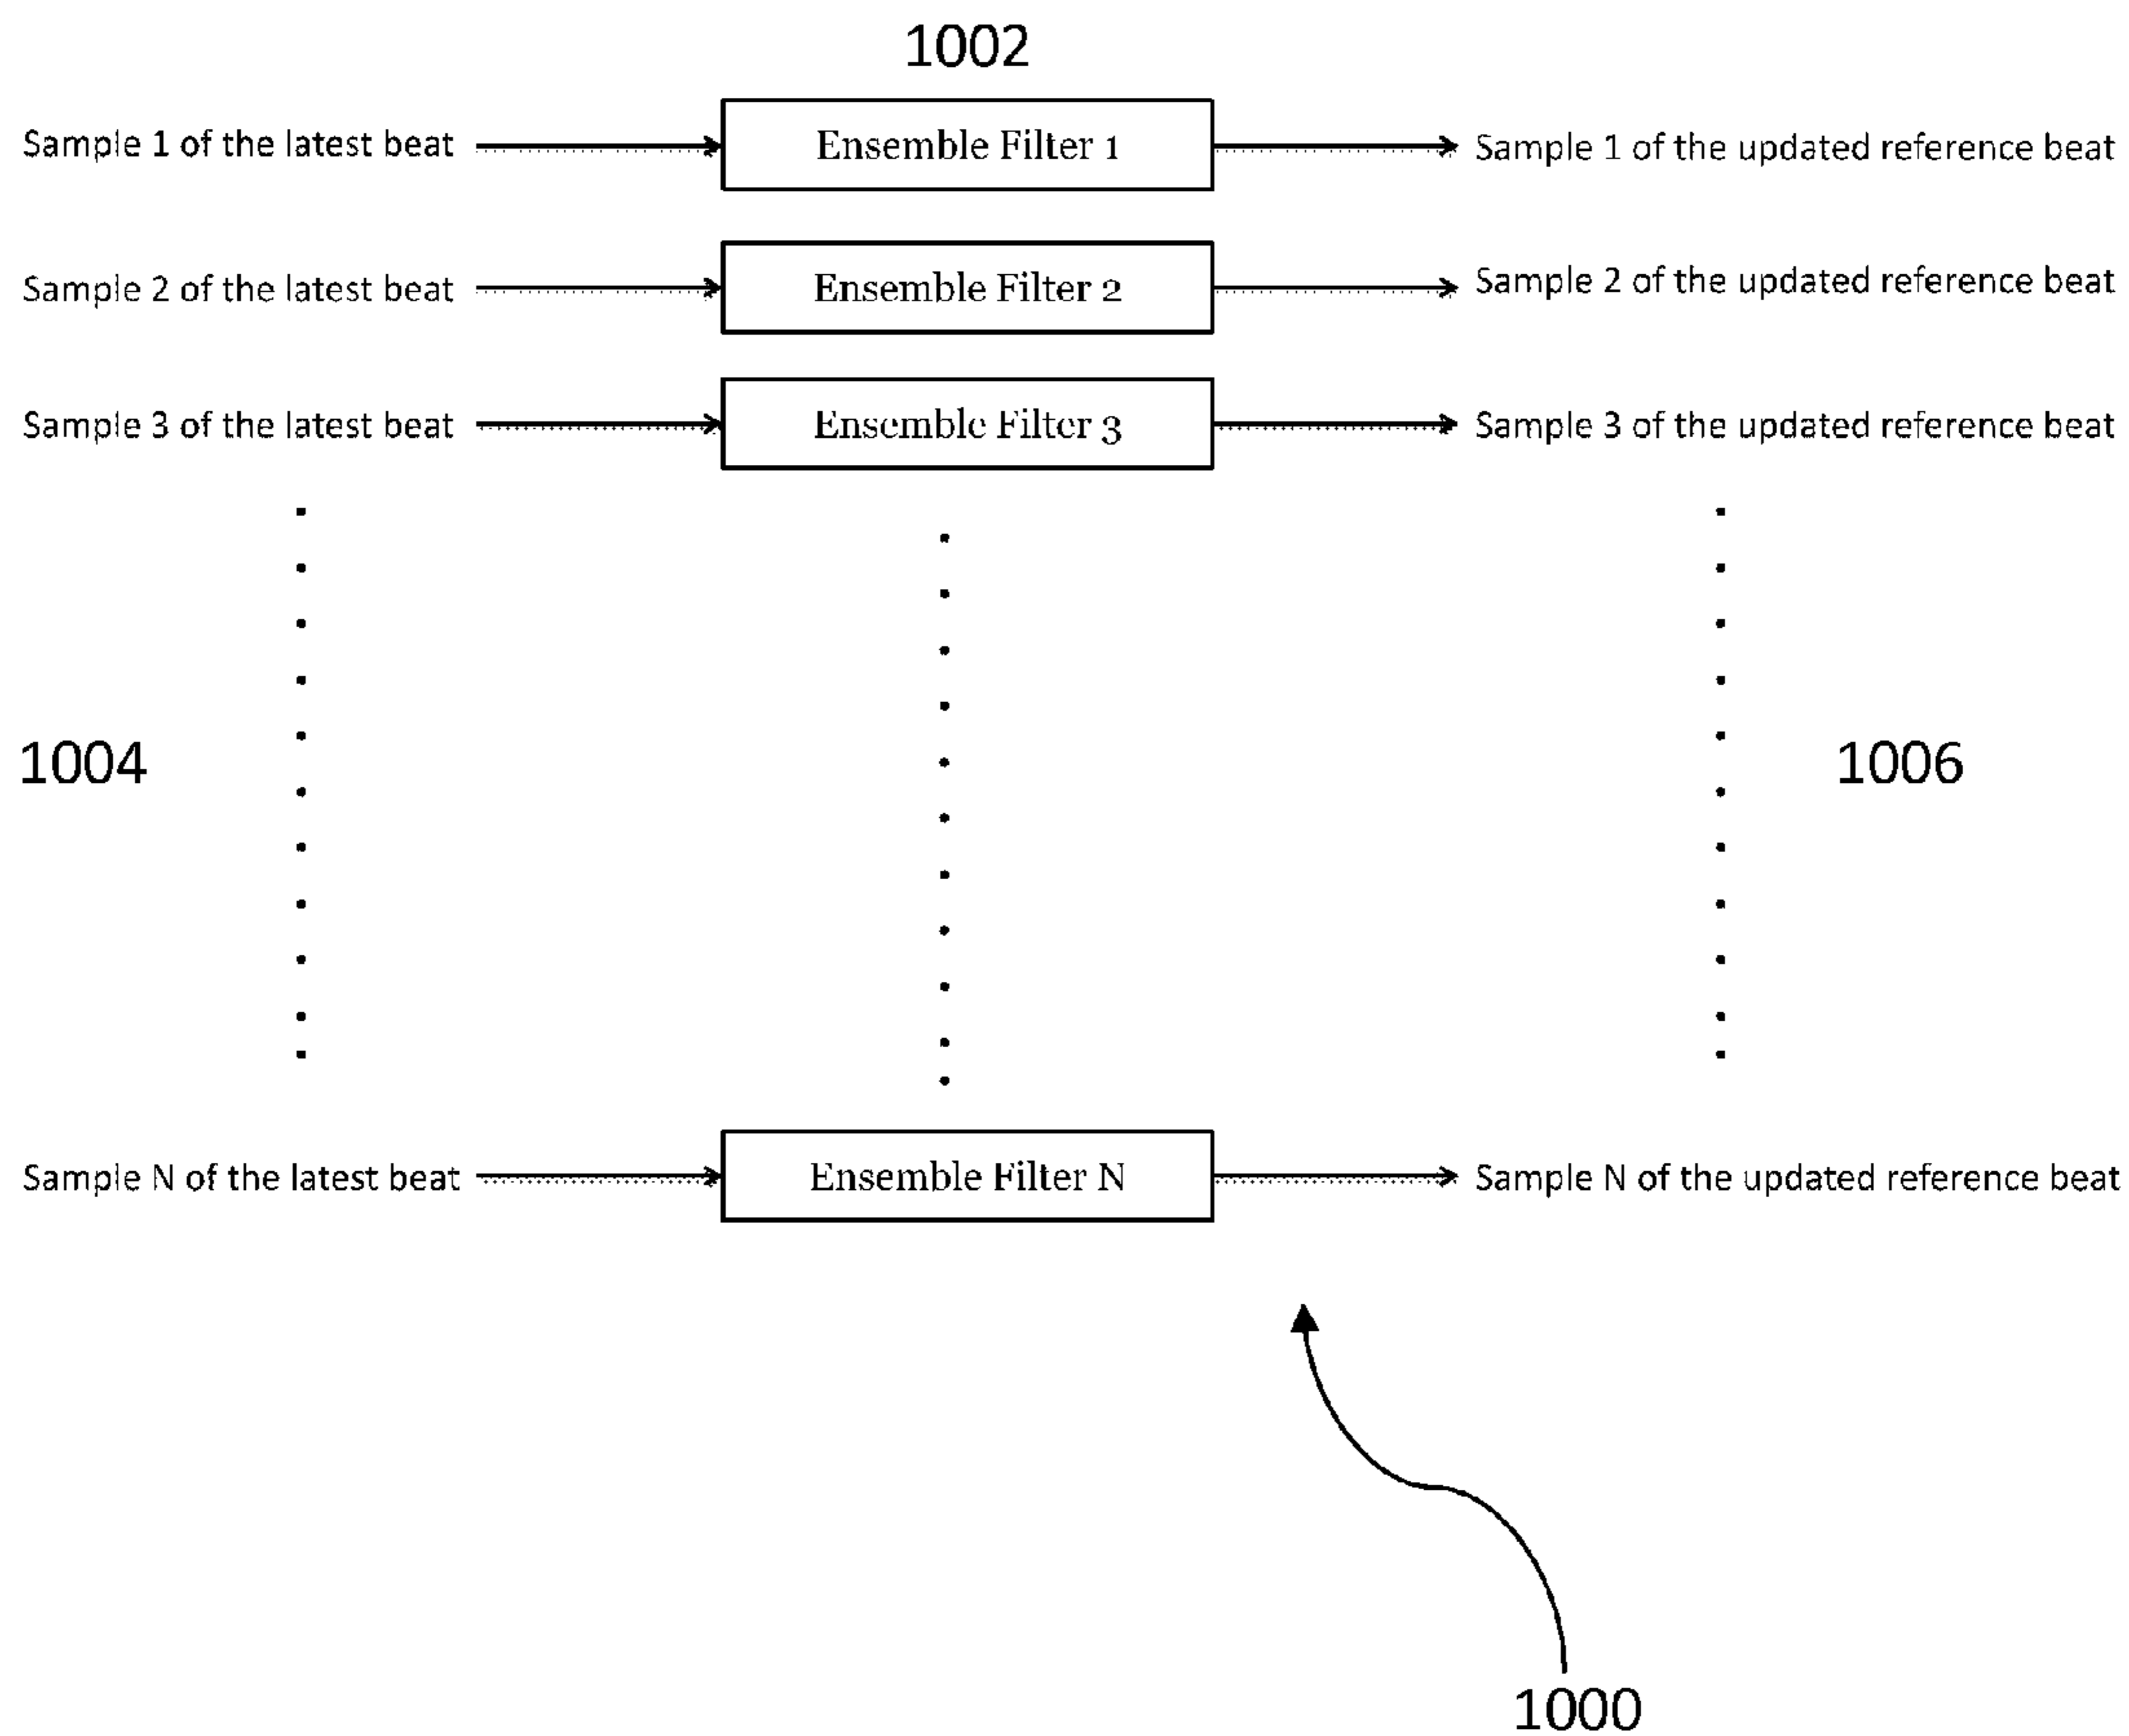 1002
Sample 1 of the latest beat Ensemble Filter 1 Sample 1 of the updated reference beat
Sample 2 of the latest beat Ensemble Filter 2 Sample 2 of the updated reference beat
Sample 3 of the latest beat Ensemble Filter 3 Sample 3 of the updated reference beat
1004 1006
Sample N of the latest beat Ensemble Filter N Sample N of the updated reference beat
1000